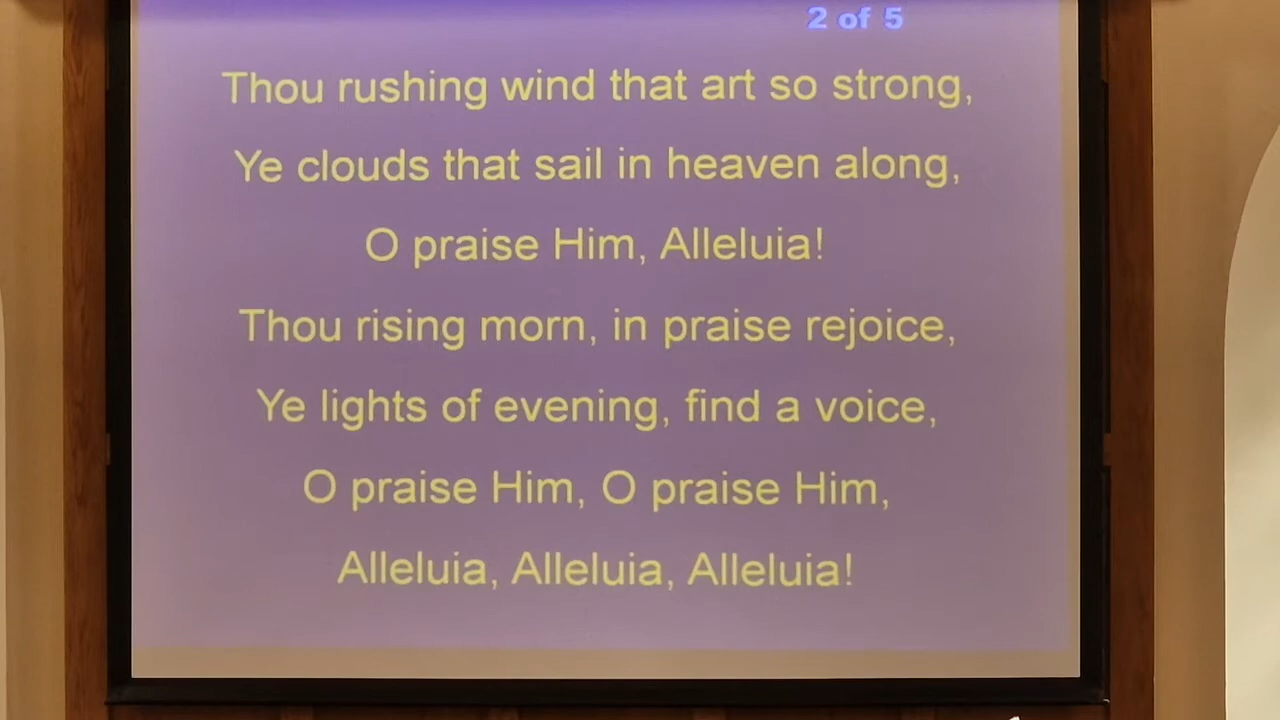 2 of 5
Thou rushing wind that art so strong,
Ye clouds that sail in heaven along,
O praise Him, Alleluia!
Thou rising morn, in praise rejoice,
Ye lights of evening, find a voice,
O praise Him, O praise Him,
Alleluia, Alleluia, Alleluia!